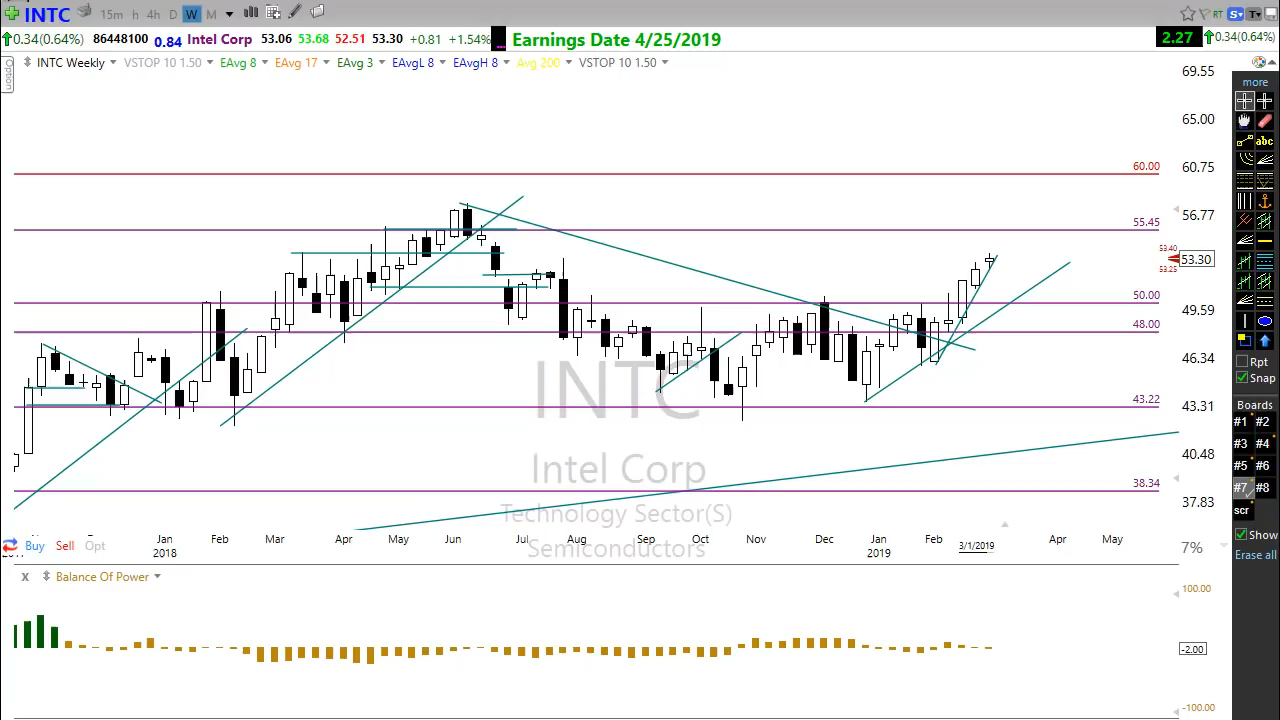 INTC 15m h 4h D W M RT S T
0.34(0.64%) 86448100 0.84 Intel Corp 53.06 53.68 52.51 53.30 +0.81 +1.54% Earnings Date 4/25/2019 2.27 0.34(0.64%)
Option
INTC Weekly VSTOP 10 1.50 EAvg 8 EAvg 17 EAvg 3 EAvgL 8 EAvgH 8 Avg 200 VSTOP 10 1.50
69.55
65.00
60.75
60.00
56.77
55.45
53.40
53.30
53.25
50.00
49.59
48.00
46.34
43.22
43.31
40.48
38.34
37.83
INTC
Intel Corp
Technology Sector(S)
Semiconductors
Jan Feb Mar Apr May Jun Jul Aug Sep Oct Nov Dec Jan Feb 3/1/2019 Apr May
2018 2019
Buy Sell Opt
7%
x Balance Of Power
100.00
-2.00
-100.00
more
abc
Rpt
Snap
Boards
#1 #2
#3 #4
#5 #6
#7 #8
scr
Show
Erase all